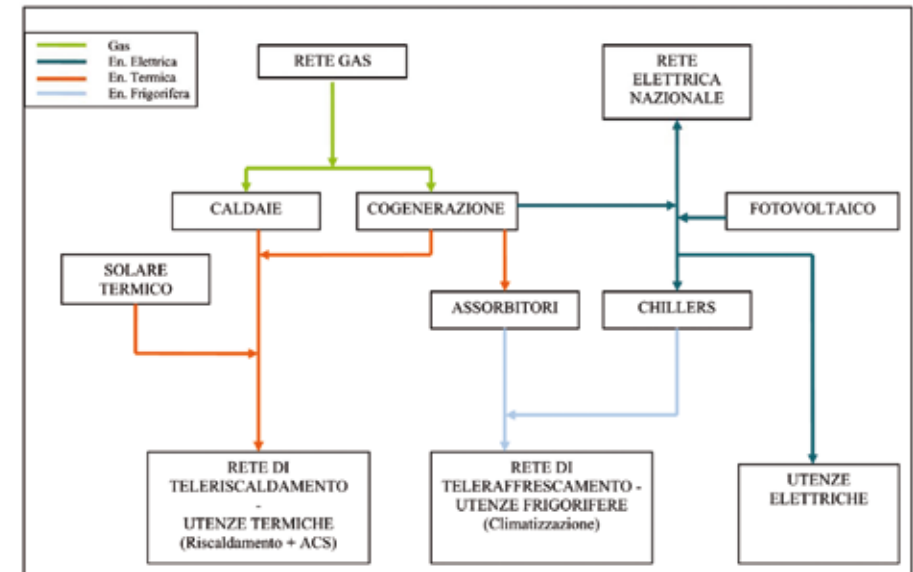 Gas
En. Elettrica
En. Termica
En. Frigorifera
RETE GAS
RETE
ELETTRICA
NAZIONALE
CALDAIE
COGENERAZIONE
FOTOVOLTAICO
SOLARE
TERMICO
ASSORBITORI
CHILLERS
RETE DI
TELERISCALDAMENTO
-
UTENZE TERMICHE
(Riscaldamento + ACS)
RETE DI
TELERAFFRESCAMENTO -
UTENZE FRIGORIFERE
(Climatizzazione)
UTENZE
ELETTRICHE